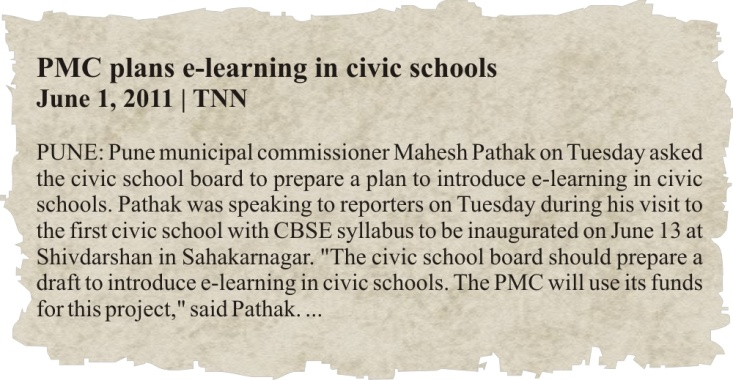 PMC plans e-learning in civic schools
June 1, 2011 | TNN
PUNE: Pune municipal commissioner Mahesh Pathak on Tuesday asked
the civic school board to prepare a plan to introduce e-learning in civic
schools. Pathak was speaking to reporters on Tuesday during his visit to
the first civic school with CBSE syllabus to be inaugurated on June 13 at
Shivdarshan in Sahakarnagar. "The civic school board should prepare a
draft to introduce e-learning in civic schools. The PMC will use its funds
for this project," said Pathak. ...